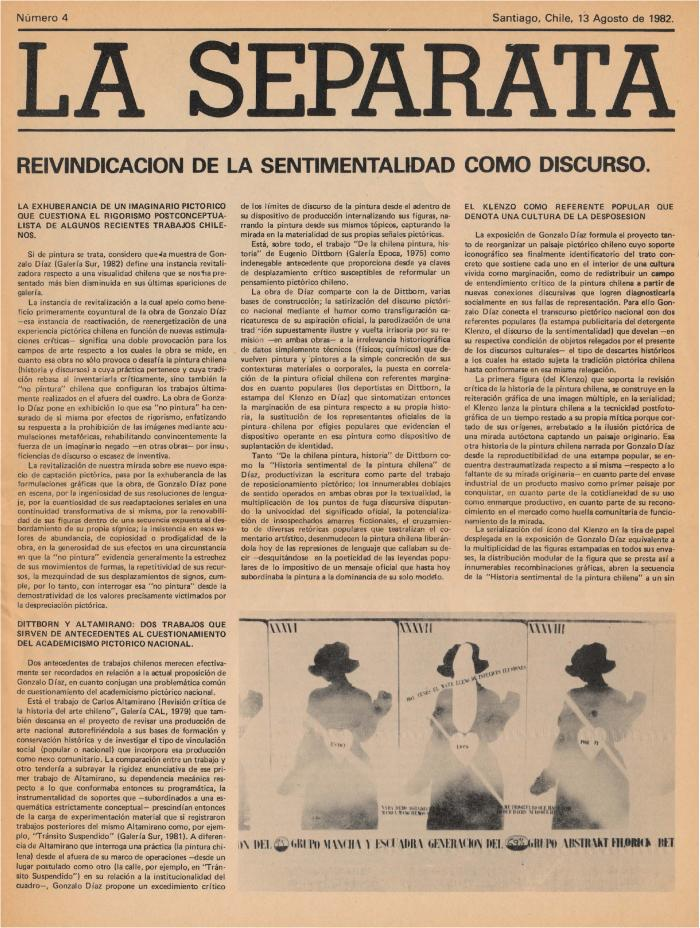 Número 4
Santiago, Chile, 13 Agosto de 1982.
LA SEPARATA
REIVINDICACION DE LA SENTIMENTALIDAD COMO DISCURSO.
LA EXHUBERANCIA DE UN IMAGINARIO PICTORICO
QUE CUESTIONA EL RIGORISMO POSTCONCEPTUA-
LISTA DE ALGUNOS RECIENTES TRABAJOS CHILE-
NOS.
Si de pintura se trata, considero que la muestra de Gon-
zalo Díaz (Galería Sur, 1982) define una instancia revitali-
zadora respecto a una visualidad chilena que se nos ha pre-
sentado más bien disminuida en sus últimas apariciones de
galería.
La instancia de revitalización a la cual apelo como bene-
ficio primeramente coyuntural de la obra de Gonzalo Díaz
—esa instancia de reactivación, de reenergetización de una
experiencia pictórica chilena en función de nuevas estimula-
ciones críticas— significa una doble provocación para los
campos de arte respecto a los cuales la obra se mide, en
cuanto esa obra no sólo provoca o desafía la pintura chilena
(historia y discursos) a cuya práctica pertenece y cuya tradi-
ción rebasa al inventariarla críticamente, sino también la
"no pintura" chilena que configuran los trabajos última-
mente realizados en el afuera del cuadro. La obra de Gonza-
lo Díaz pone en exhibición lo que esa "no pintura" ha cen-
surado de sí misma por efectos de rigorismo, enfatizando
su respuesta a la prohibición de las imágenes mediante acu-
mulaciones metafóricas, rehabilitando convincentemente la
fuerza de un imaginario negado —en otras obras— por insu-
ficiencias de discurso o escasez de inventiva.
La revitalización de nuestra mirada sobre ese nuevo espa-
cio de captación pictórica, pasa por la exhuberancia de las
formulaciones gráficas que la obra, de Gonzalo Díaz pone
en escena, por la ingeniosidad de sus resoluciones de lengua-
je, por la costuosidad de sus readaptaciones seriales en una
continuidad transformativa de sí misma, por la renovabili-
dad de sus figuras dentro de una secuencia expuesta al des-
bordamiento de su propia sígnica; la insistencia en esos va-
lores de abundancia, de copiosidad o prodigalidad de la
obra, en la generosidad de sus efectos en una circunstancia
en que la "no pintura" evidencia generalmente la estrechez
de sus movimientos de formas, la repetitividad de sus recur-
sos, la mezquindad de sus desplazamientos de signos, cum-
ple, por lo tanto, con interrogar esa "no pintura" desde la
demostratividad de los valores precisamente victimados por
la depreciación pictórica.
DITTBORN Y ALTAMIRANO: DOS TRABAJOS QUE
SIRVEN DE ANTECEDENTES AL CUESTIONAMIENTO
DEL ACADEMICISMO PICTORICO NACIONAL.
Dos antecedentes de trabajos chilenos merecen efectiva-
mente ser recordados en relación a la actual proposición de
Gonzalo Díaz, en cuanto conjugan una problemática común
de cuestionamiento del academicismo pictórico nacional.
Está el trabajo de Carlos Altamirano (Revisión crítica de
la historia del arte chileno", Galería CAL, 1979) que tam-
bién descansa en el proyecto de revisar una producción de
arte nacional autorefiriéndola a sus bases de formación y
conservación histórica y de investigar el tipo de vinculación
social (popular o nacional) que incorpora esa producción
como nexo comunitario. La comparación entre un trabajo y
otro tendería a subrayar la rigidez enunciativa de ese pri-
mer trabajo de Altamirano, su dependencia mecánica res-
pecto a lo que conformaba entonces su programática, la
instrumentalidad de soportes que —subordinados a una es-
quemática estrictamente conceptual— prescindían entonces
de la carga de experimentación material que si registraron
trabajos posteriores del mismo Altamirano como, por ejem-
plo, "Tránsito Suspendido" (Galería Sur, 1981). A diferen-
cia de Altamirano que interroga una práctica (la pintura chi-
lena) desde el afuera de su marco de operaciones —desde un
lugar postulado como otro (la calle, por ejemplo, en "Trán-
sito Suspendido") en su relación a la institucionalidad del
cuadro—, Gonzalo Díaz propone un excedimiento crítico
de los límites de discurso de la pintura desde el adentro de
su dispositivo de producción internalizando sus figuras, na-
rrando la pintura desde sus mismos tópicos, capturando la
mirada en la materialidad de sus propias señales pictóricas.
Está, sobre todo, el trabajo "De la chilena pintura, his-
toria" de Eugenio Dittborn (Galería Epoca, 1975) como
indenegable antecedente que proporciona desde ya claves
de desplazamiento crítico susceptibles de reformular un
pensamiento pictórico chileno.
La obra de Díaz comparte con la de Dittborn, varias
bases de construcción; la satirización del discurso pictóri-
co nacional mediante el humor como transfiguración ca-
ricaturesca de su aspiración oficial, la parodización de una
tradición supuestamente ilustre y vuelta irrisoria por su re-
misión —en ambas obras— a la irrelevancia historiográfica
de datos simplemente técnicos (físicos; químicos) que de-
vuelven pintura y pintores a la simple concreción de sus
contexturas materiales o corporales, la puesta en correla-
ción de la pintura oficial chilena con referentes margina-
dos en cuanto populares (los deportistas en Dittborn, la
estampa del Klenzo en Díaz) que sintomatizan entonces
la marginación de esa pintura respecto a su propia histo-
ria, la sustitución de los representantes oficiales de la
pintura chilena por efigies populares que evidencian el
dispositivo operante en esa pintura como dispositivo de
suplantación de identidad.
Tanto "De la chilena pintura, historia" de Dittborn co-
mo la "Historia sentimental de la pintura chilena" de
Díaz, practizan la escritura como parte del trabajo
de reposicionamiento pictórico; los innumerables dobleces
de sentido operados en ambas obras por la textualidad, la
multiplicidad de los puntos de fuga discursiva disputan-
do la univocidad del significado oficial, la potencializa-
ción de insospechados amarres ficcionales, el cruzamien-
to de diversas retóricas populares que teatralizan el co-
mentario artístico, desenmudecen la pintura chilena liberán-
dola hoy de las represiones de lenguaje que callaban su de-
cir —desquitándose en la poeticidad de las leyendas popu-
lares de lo impositivo de un mensaje oficial que hasta hoy
subordinaba la pintura a la dominancia de su solo modelo.
EL KLENZO COMO REFERENTE POPULAR QUE
DENOTA UNA CULTURA DE LA DESPOSESION
La exposición de Gonzalo Díaz formula el proyecto tan-
to de reorganizar un paisaje pictórico chileno cuyo soporte
iconográfico sea finalmente identificatorio del trato con-
creto que sostiene cada uno en el interior de una cultura
vivida como marginación, como de redistribuir un campo
de entendimiento crítico de la pintura chilena a partir de
nuevas conexiones discursivas que logren diagnosticarla
socialmente en sus fallas de representación. Para ello Gon-
zalo Díaz conecta el transcurso pictórico nacional con dos
referentes populares (la estampa publicitaria del detergente
Klenzo, el discurso de la sentimentalidad) que develan —en
su respectiva condición de objetos relegados por el presente
de los discursos culturales— el tipo de descartes históricos
a los cuales ha estado sujeta la tradición pictórica chilena
hasta conformarse en esa misma relegación.
La primera figura (del Klenzo) que soporta la revisión
crítica de la historia de la pintura chilena, se construye en la
reiteración gráfica de una imagen múltiple, en la serialidad;
el Klenzo lanza la pintura chilena a la tecnicidad postfoto-
gráfica de un tiempo restado a su propia mítica porque cor-
tado de sus orígenes, arrebatado a la ilusión pictórica de
una mirada autóctona captando un paisaje originario. Esa
otra historia de la pintura chilena narrada por Gonzalo Díaz
desde la reproductibilidad de una estampa popular, se en-
cuentra destraumatizada respecto a si misma —respecto a lo
faltante de su mirada originaria— en cuanto parte del envase
industrial de un producto masivo como primer paisaje por
conquistar, en cuanto parte de la cotidianeidad de su uso
como enmarque productivo, en cuanto parte de su recono-
cimiento en el mercado como huella comunitaria de funcio-
namiento de la mirada.
La serialización del ícono del Klenzo en la tira de papel
desplegada en la exposición de Gonzalo Díaz equivalente a
la multiplicidad de las figuras estampadas en todos sus enva-
ses, la distribución modular de la figura que se presta así a
innumerables recombinaciones gráficas, abren la secuencia
de la "Historia sentimental de la pintura chilena" a un sin
XXXVI
XXXVII
XXXVIII
N DEL
GRUPO MANCHA Y ESCUADRA GENERACION DEL
GRUPO ABSTRAKT FILORICK RET